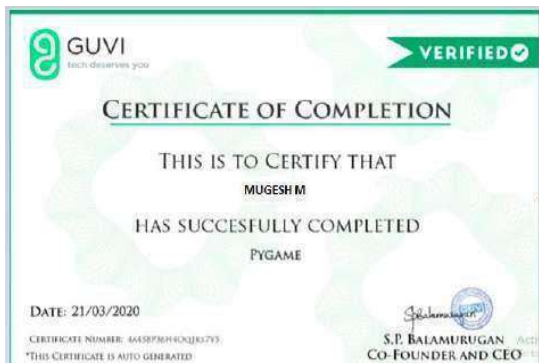 GUVI
tech deserves you
VERIFIED
CERTIFICATE OF COMPLETION
THIS IS TO CERTIFY THAT
MUGESH M
HAS SUCCESFULLY COMPLETED
PYGAME
DATE: 21/03/2020
CERTIFICATE NUMBER:
*THIS CERTIFICATE IS AUTO GENERATED
S.P. BALAMURUGAN
CO-FOUNDER AND CEO